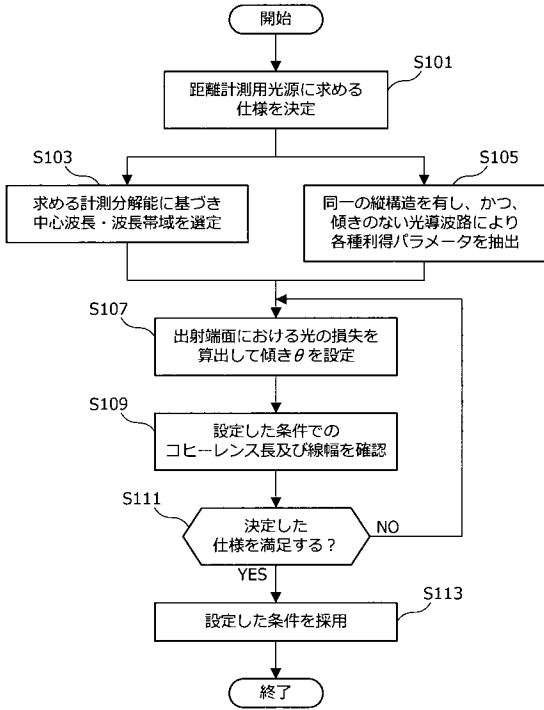 開始
S101
距離計測用光源に求める
仕様を決定
S103
求める計測分解能に基づき
中心波長・波長帯域を選定
S105
同一の縦構造を有し、かつ、
傾きのない光導波路により
各種利得パラメータを抽出
S107
出射端面における光の損失を
算出して傾きθを設定
S109
設定した条件での
コヒーレンス長及び線幅を確認
S111
決定した
仕様を満足する？
NO
YES
S113
設定した条件を採用
終了